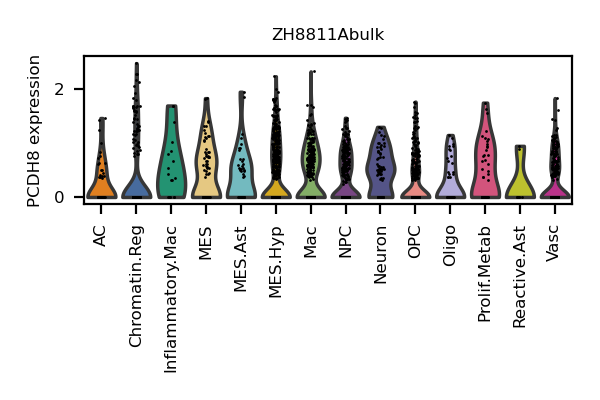 ZH8811Abulk
PCDH8 expression
2
0
AC
Chromatin.Reg
Inflammatory.Mac
MES
MES.Ast
MES.Hyp
Mac
NPC
Neuron
OPC
Oligo
Prolif.Metab
Reactive.Ast
Vasc